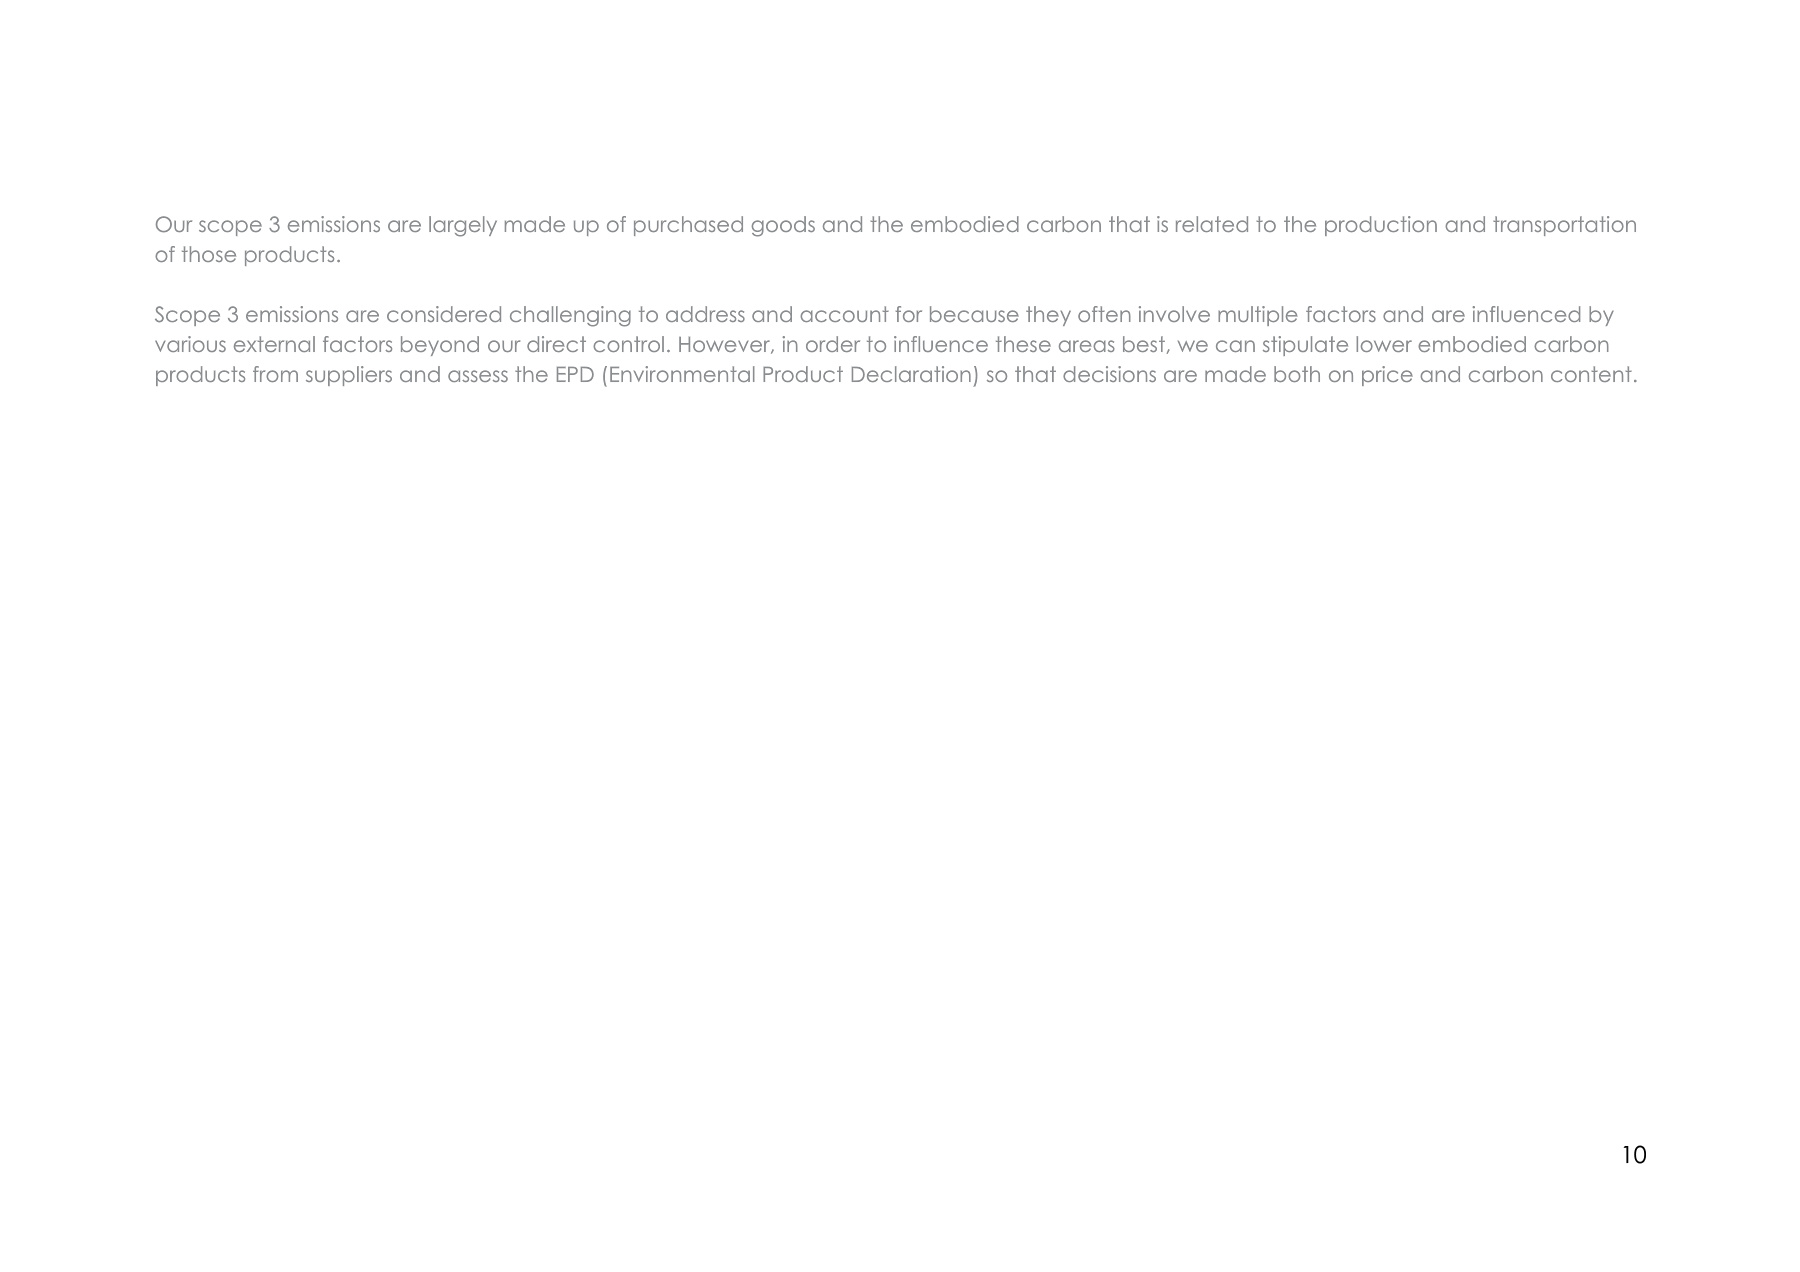 Our scope 3 emissions are largely made up of purchased goods and the embodied carbon that is related to the production and transportation
of those products.
Scope 3 emissions are considered challenging to address and account for because they often involve multiple factors and are influenced by
various external factors beyond our direct control. However, in order to influence these areas best, we can stipulate lower embodied carbon
products from suppliers and assess the EPD (Environmental Product Declaration) so that decisions are made both on price and carbon content.
10